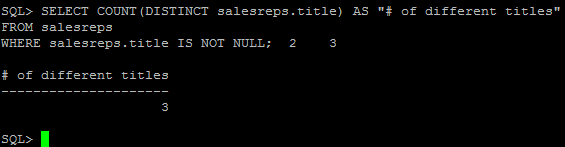 SQL> SELECT COUNT(DISTINCT salesreps.title) AS "# of different titles"
FROM salesreps
WHERE salesreps.title IS NOT NULL;  2    3
# of different titles
---------------------
                    3
SQL>